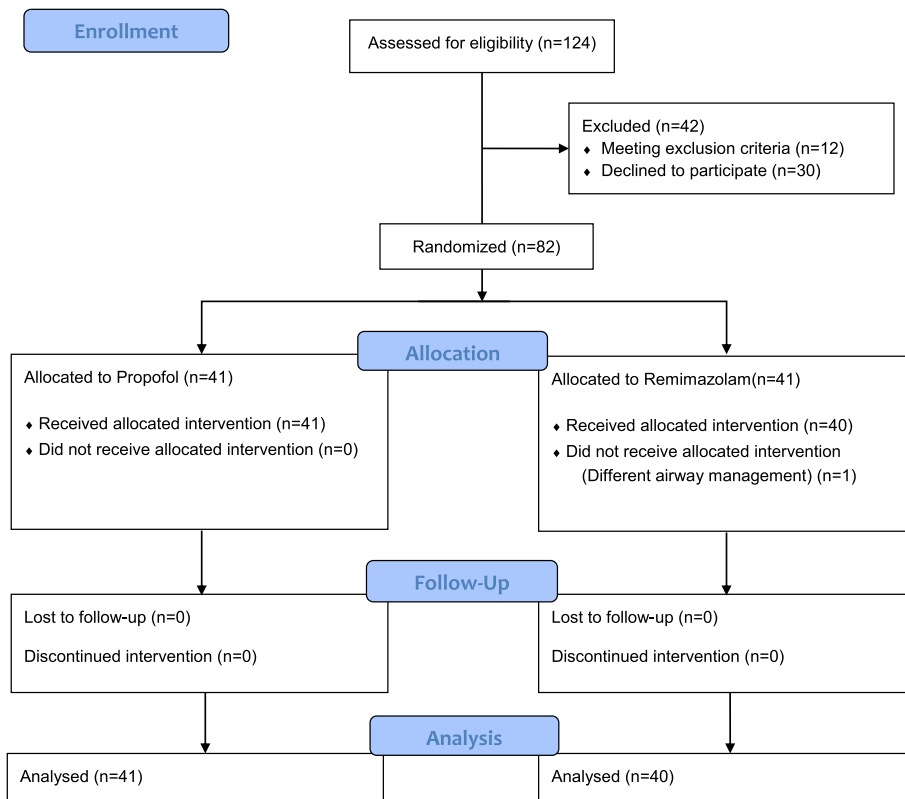 Enrollment
Assessed for eligibility (n=124)
Excluded (n=42)
♦ Meeting exclusion criteria (n=12)
♦ Declined to participate (n=30)
Randomized (n=82)
Allocation
Allocated to Propofol (n=41)
♦ Received allocated intervention (n=41)
♦ Did not receive allocated intervention (n=0)
Allocated to Remimazolam(n=41)
♦ Received allocated intervention (n=40)
♦ Did not receive allocated intervention
(Different airway management) (n=1)
Follow-Up
Lost to follow-up (n=0)
Discontinued intervention (n=0)
Lost to follow-up (n=0)
Discontinued intervention (n=0)
Analysis
Analysed (n=41)
Analysed (n=40)